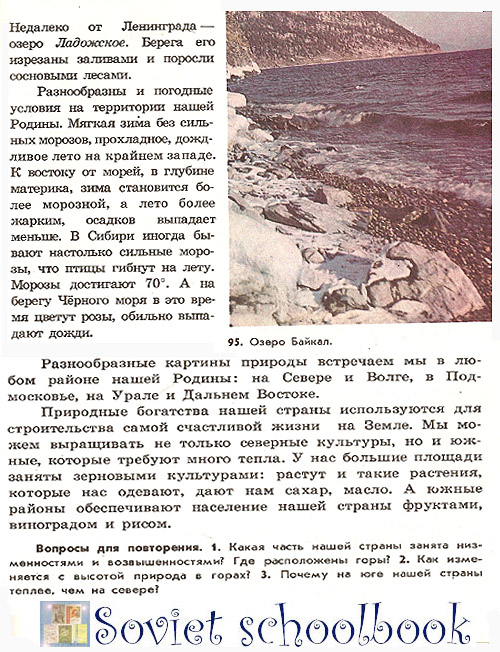 Недалеко от Ленинграда —
озеро Ладожское. Берега его
изрезаны заливами и поросли
сосновыми лесами.
Разнообразны и погодные
условия на территории нашей
Родины. Мягкая зима без силь-
ных морозов, прохладное, дожд-
ливое лето на крайнем западе.
К востоку от морей, в глубине
материка, зима становится бо-
лее морозной, а лето более
жарким, осадков выпадает
меньше. В Сибири иногда бы-
вают настолько сильные моро-
зы, что птицы гибнут на лету.
Морозы достигают 70°. А на
берегу Чёрного моря в это вре-
мя цветут розы, обильно выпа-
дают дожди.
95. Озеро Байкал.
Разнообразные картины природы встречаем мы в лю-
бом районе нашей Родины: на Севере и Волге, в Под-
московье, на Урале и Дальнем Востоке.
Природные богатства нашей страны используются для
строительства самой счастливой жизни на Земле. Мы мо-
жем выращивать не только северные культуры, но и юж-
ные, которые требуют много тепла. У нас большие площади
заняты зерновыми культурами: растут и такие растения,
которые нас одевают, дают нам сахар, масло. А южные
районы обеспечивают население нашей страны фруктами,
виноградом и рисом.
Вопросы для повторения. 1. Какая часть нашей страны занята низ-
менностями и возвышенностями? Где расположены горы? 2. Как изме-
няется с высотой природа в горах? 3. Почему на юге нашей страны
теплее, чем на севере?
Soviet schoolbook